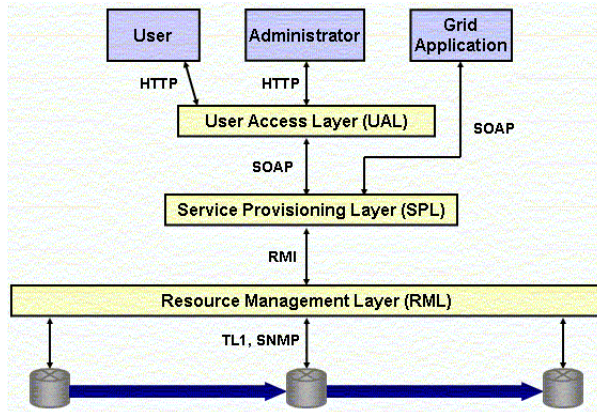 User
Administrator
Grid
Application
HTTP
HTTP
User Access Layer (UAL)
SOAP
SOAP
Service Provisioning Layer (SPL)
RMI
Resource Management Layer (RML)
TL1, SNMP